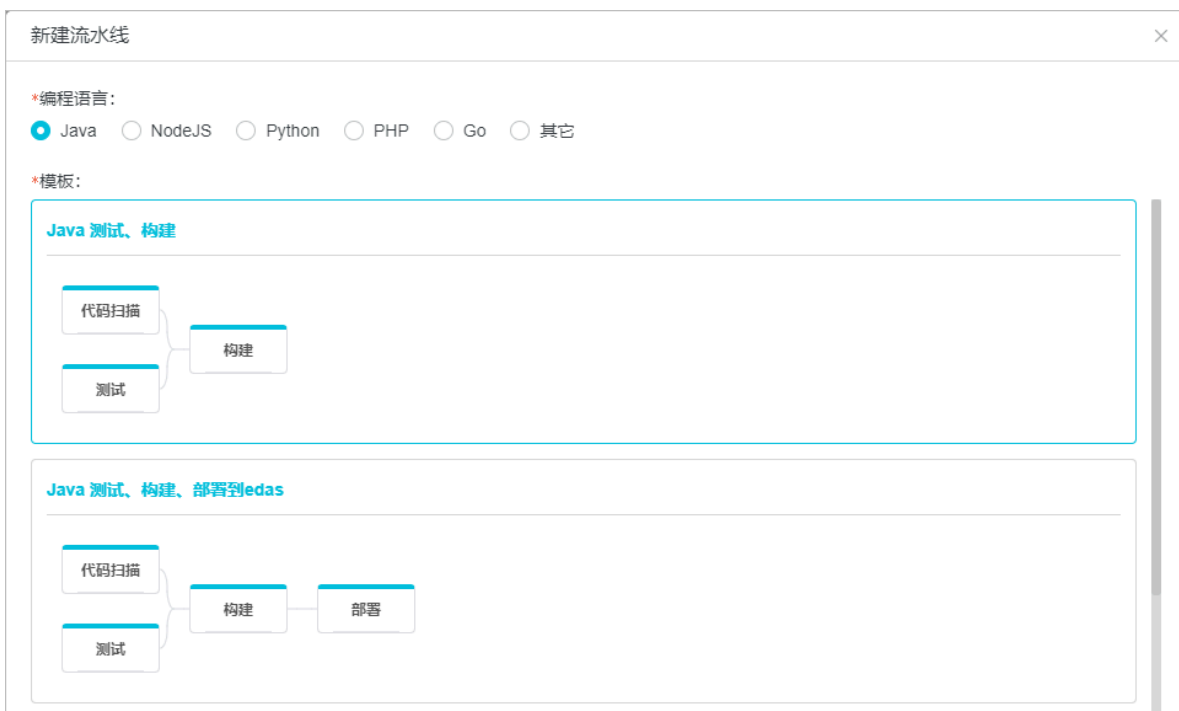 新建流水线
*编程语言:
Java NodeJS Python PHP Go 其它
*模板:
Java 测试、构建
代码扫描
构建
测试
Java 测试、构建、部署到edas
代码扫描
构建 部署
测试